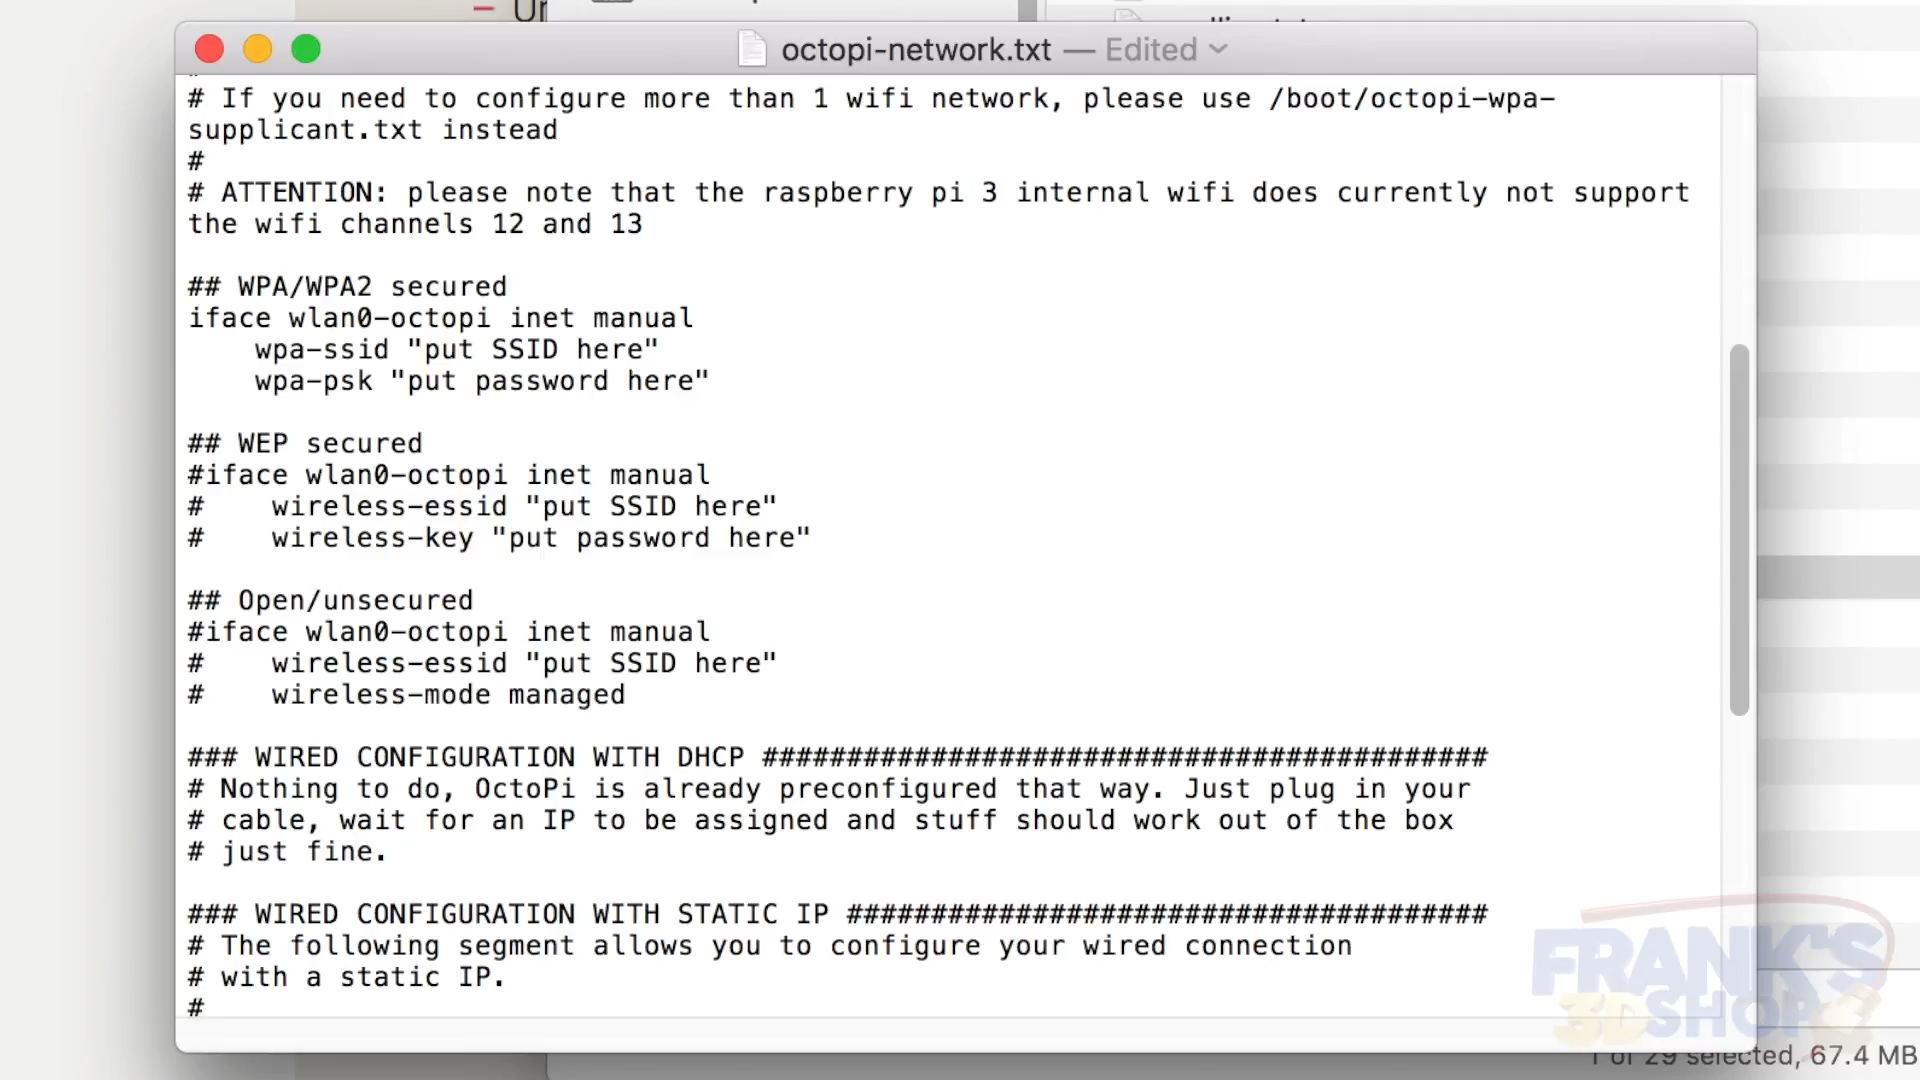 octopi-network.txt — Edited
# If you need to configure more than 1 wifi network, please use /boot/octopi-wpa-
supplicant.txt instead
#
# ATTENTION: please note that the raspberry pi 3 internal wifi does currently not support
the wifi channels 12 and 13
## WPA/WPA2 secured
iface wlan0-octopi inet manual
wpa-ssid "put SSID here"
wpa-psk "put password here"
## WEP secured
#iface wlan0-octopi inet manual
# wireless-essid "put SSID here"
# wireless-key "put password here"
## Open/unsecured
#iface wlan0-octopi inet manual
# wireless-essid "put SSID here"
# wireless-mode managed
### WIRED CONFIGURATION WITH DHCP ###########################################
# Nothing to do, OctoPi is already preconfigured that way. Just plug in your
# cable, wait for an IP to be assigned and stuff should work out of the box
# just fine.
### WIRED CONFIGURATION WITH STATIC IP ######################################
# The following segment allows you to configure your wired connection
# with a static IP.
#
FRANK'S
3DSHOP
1 of 29 selected, 67.4 MB